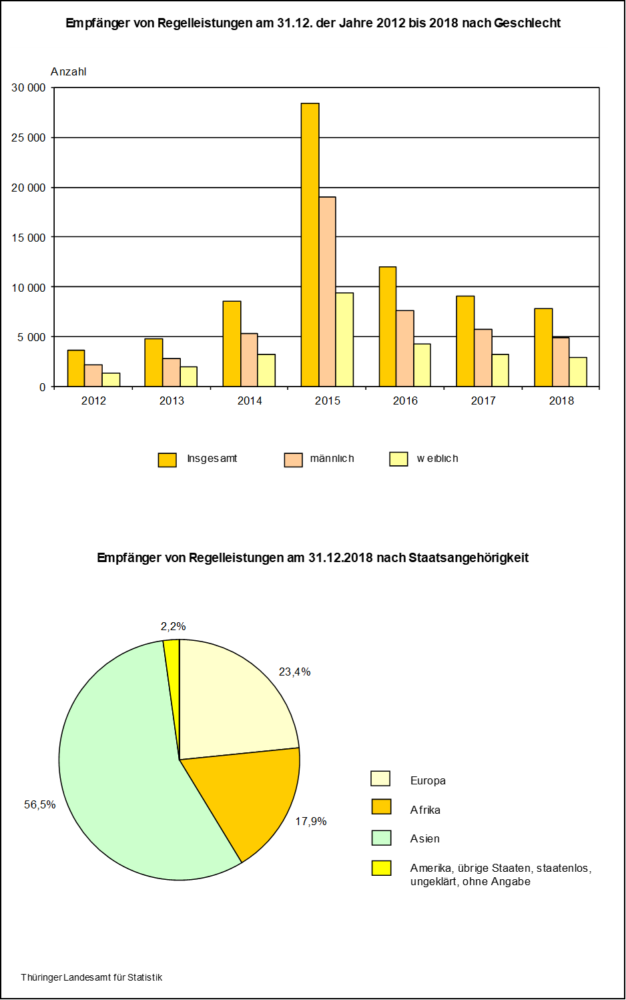 Empfänger von Regelleistungen am 31.12. der Jahre 2012 bis 2018 nach Geschlecht
Anzahl
30 000
25 000
20 000
15 000
10 000
5 000
0
2012 2013 2014 2015 2016 2017 2018
Insgesamt männlich weiblich
Empfänger von Regelleistungen am 31.12.2018 nach Staatsangehörigkeit
2,2%
23,4%
56,5%
17,9%
Europa
Afrika
Asien
Amerika, übrige Staaten, staatenlos,
ungeklärt, ohne Angabe
Thüringer Landesamt für Statistik